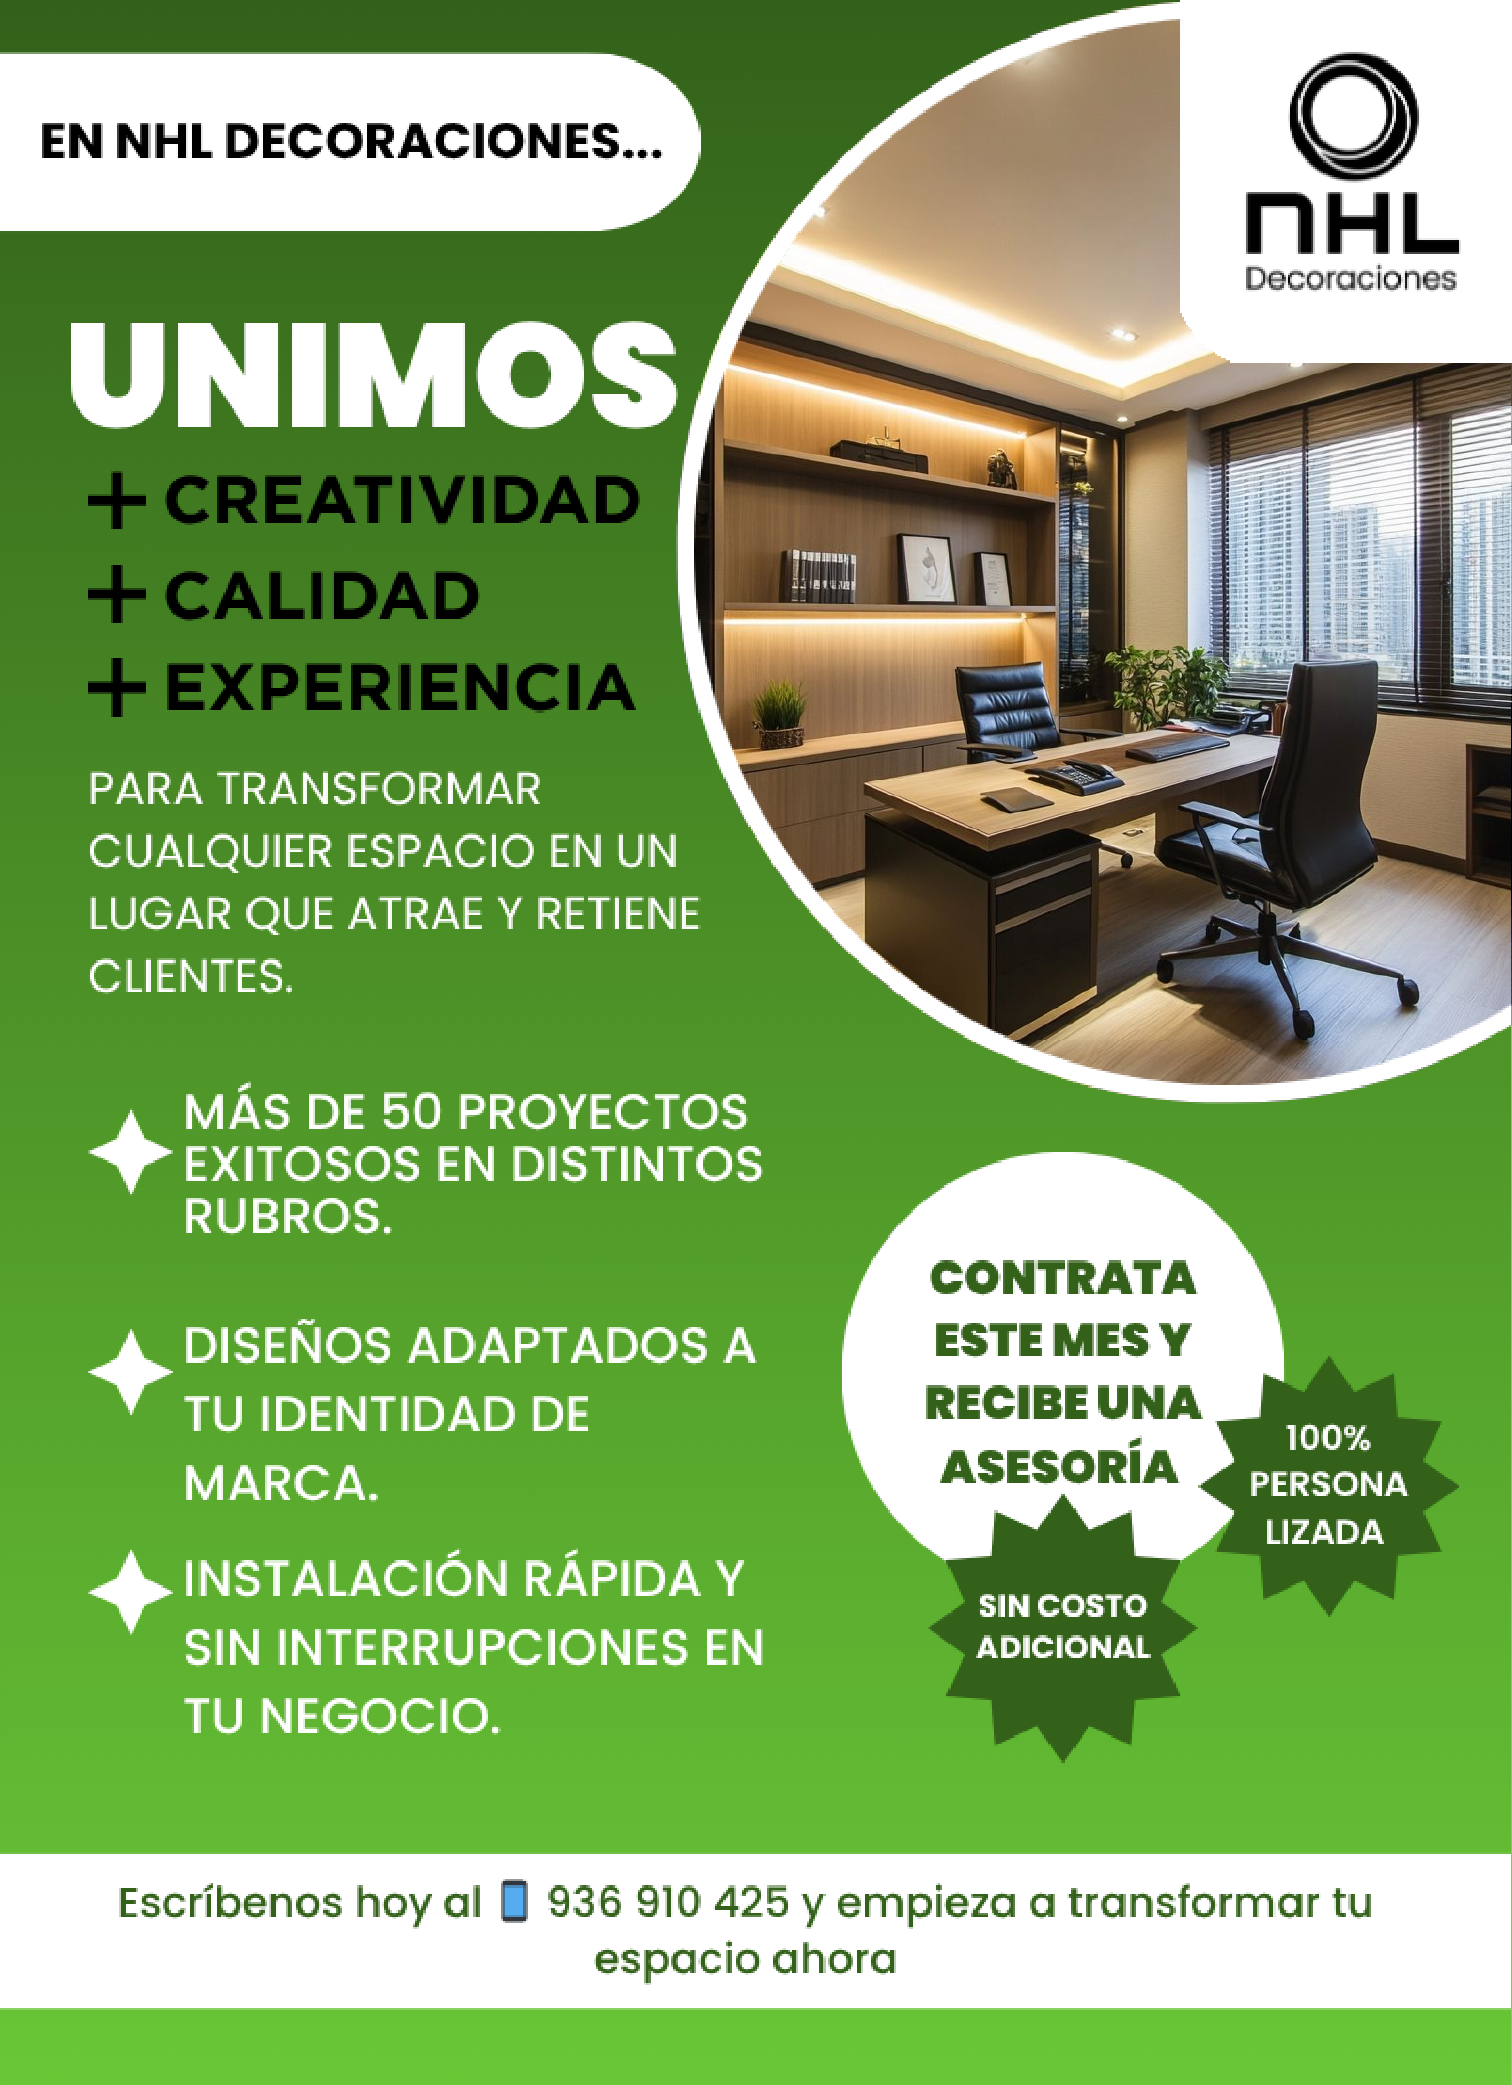 EN NHL DECORACIONES...
nHL
Decoraciones
UNIMOS
+ CREATIVIDAD
+ CALIDAD
+ EXPERIENCIA
PARA TRANSFORMAR
CUALQUIER ESPACIO EN UN
LUGAR QUE ATRAE Y RETIENE
CLIENTES.
MÁS DE 50 PROYECTOS
EXITOSOS EN DISTINTOS
RUBROS.
DISEÑOS ADAPTADOS A
TU IDENTIDAD DE
MARCA.
INSTALACIÓN RÁPIDA Y
SIN INTERRUPCIONES EN
TU NEGOCIO.
CONTRATA
ESTE MES Y
RECIBE UNA
ASESORÍA
100%
PERSONA
LIZADA
SIN COSTO
ADICIONAL
Escríbenos hoy al 📱 936 910 425 y empieza a transformar tu
espacio ahora